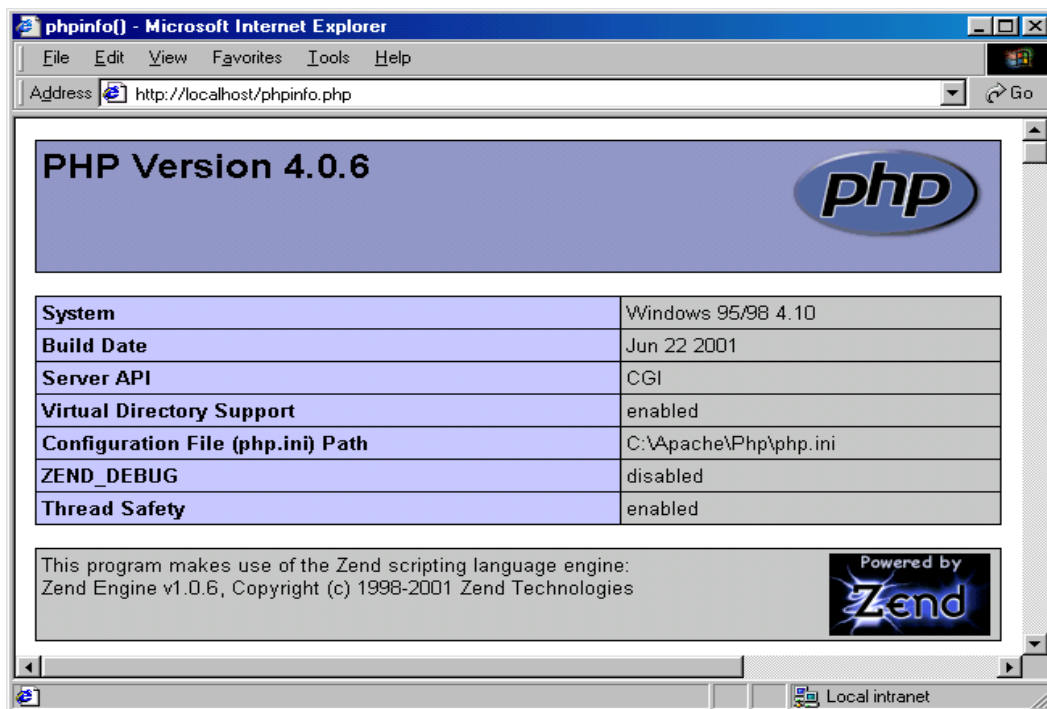 phpinfo() - Microsoft Internet Explorer
File Edit View Favorites Tools Help
Address http://localhost/phpinfo.php Go
PHP Version 4.0.6
php
System Windows 95/98 4.10
Build Date Jun 22 2001
Server API CGI
Virtual Directory Support enabled
Configuration File (php.ini) Path C:\Apache\Php\php.ini
ZEND_DEBUG disabled
Thread Safety enabled
This program makes use of the Zend scripting language engine:
Zend Engine v1.0.6, Copyright (c) 1998-2001 Zend Technologies
Powered by
Zend
Local intranet